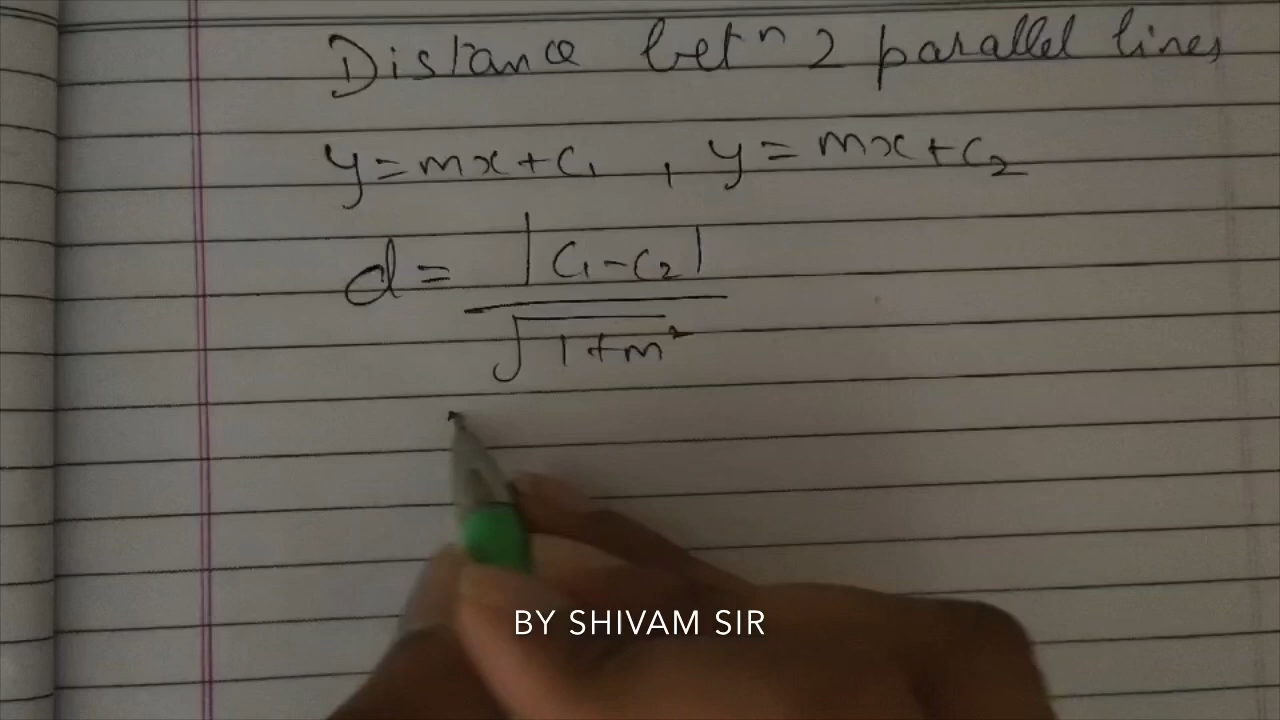 Distance betⁿ 2 parallel lines
y = mx + c₁ , y = mx + c₂
d = |c₁ - c₂|
√1 + m²
BY SHIVAM SIR